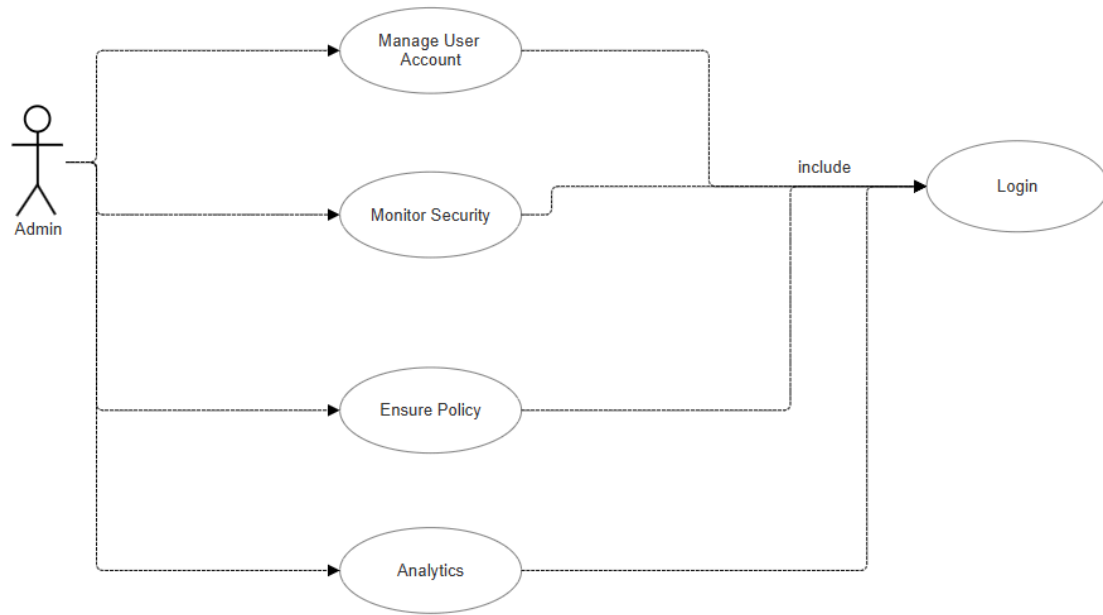 Manage User
Account
include
Login
Monitor Security
Admin
Ensure Policy
Analytics